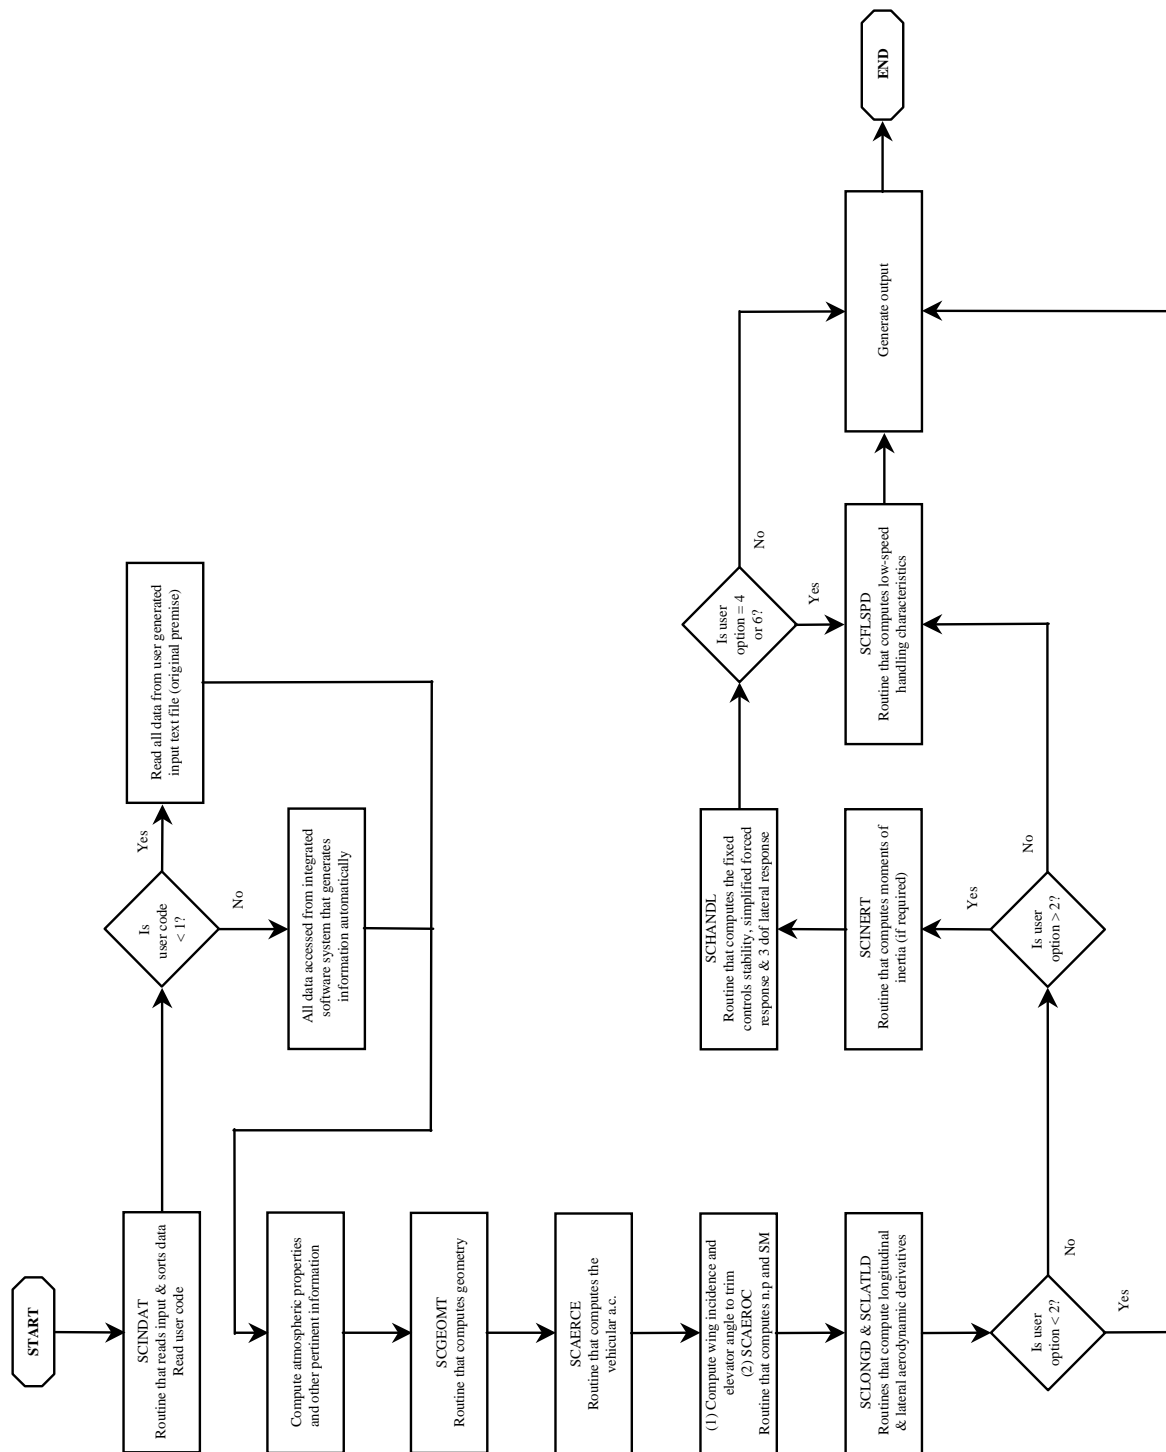 START
SCINDAT
Routine that reads input & sorts data
Read user code
Is
user code
< 1?
Yes
Read all data from user generated
input text file (original premise)
No
All data accessed from integrated
software system that generates
information automatically
Compute atmospheric properties
and other pertinent information
SCGEOMT
Routine that computes geometry
SCAERCE
Routine that computes the
vehicular a.c.
(1) Compute wing incidence and
elevator angle to trim
(2) SCAEROC
Routine that computes n.p and SM
SCLONGD & SCLATLD
Routines that compute longitudinal
& lateral aerodynamic derivatives
Is user
option < 2?
Yes
No
Is user
option > 2?
Yes
No
SCINERT
Routine that computes moments of
inertia (if required)
SCHANDL
Routine that computes the fixed
controls stability, simplified forced
response & 3 dof lateral response
Is user
option = 4
or 6?
No
Yes
SCFLSPD
Routine that computes low-speed
handling characteristics
Generate output
END